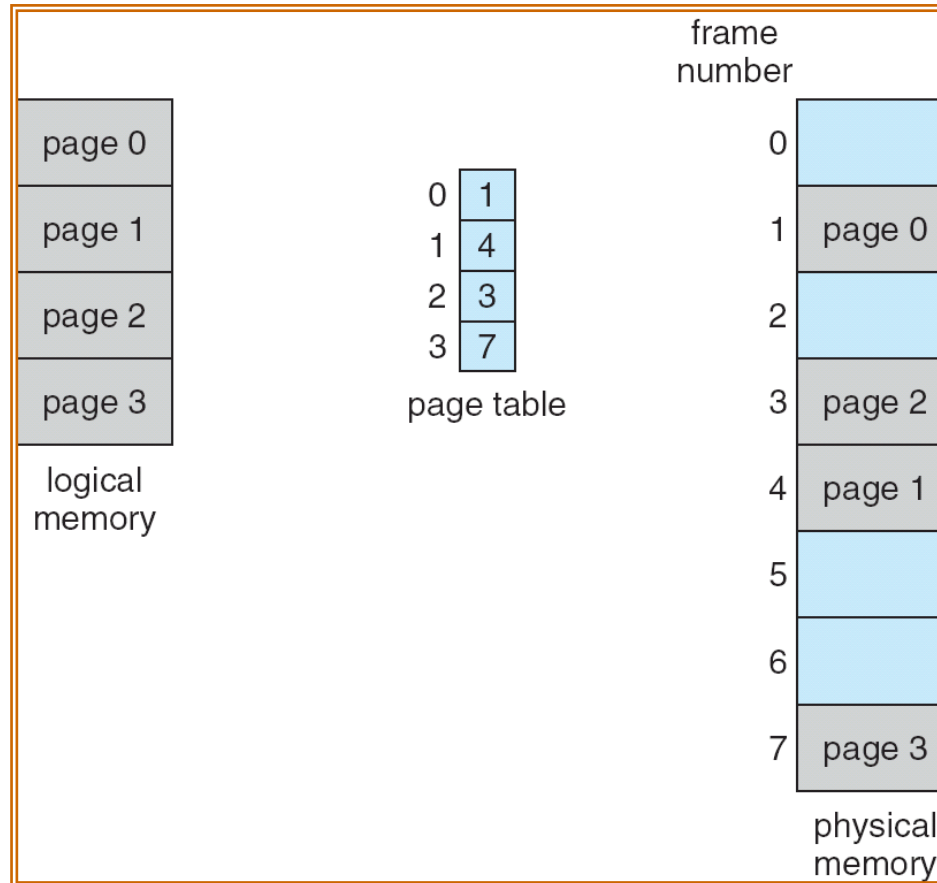 page 0
page 1
page 2
page 3
logical
memory
0 1
1 4
2 3
3 7
page table
frame
number
0
1 page 0
2
3 page 2
4 page 1
5
6
7 page 3
physical
memory